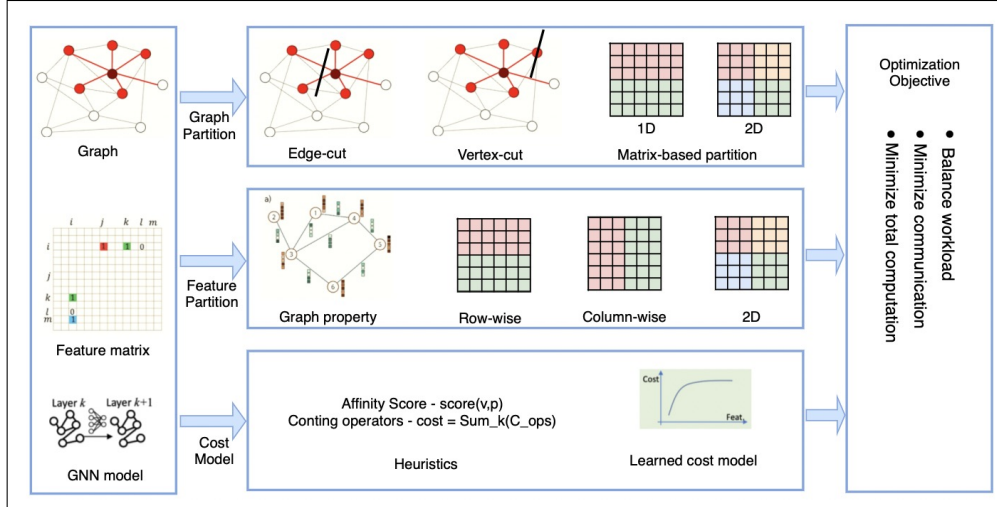 Graph
Graph
Partition
Edge-cut
Vertex-cut
1D
2D
Matrix-based partition
Optimization
Objective
● Balance workload
● Minimize communication
● Minimize total computation
i j k l m
i 1 1 0
j
k 1
l 0
m 1
Feature matrix
Feature
Partition
a)
1
2
3
4
5
6
Graph property
Row-wise
Column-wise
2D
Layer k
Layer k+1
GNN model
Cost
Model
Affinity Score - score(v,p)
Conting operators - cost = Sum_k(C_ops)
Heuristics
Cost
Feat.
Learned cost model